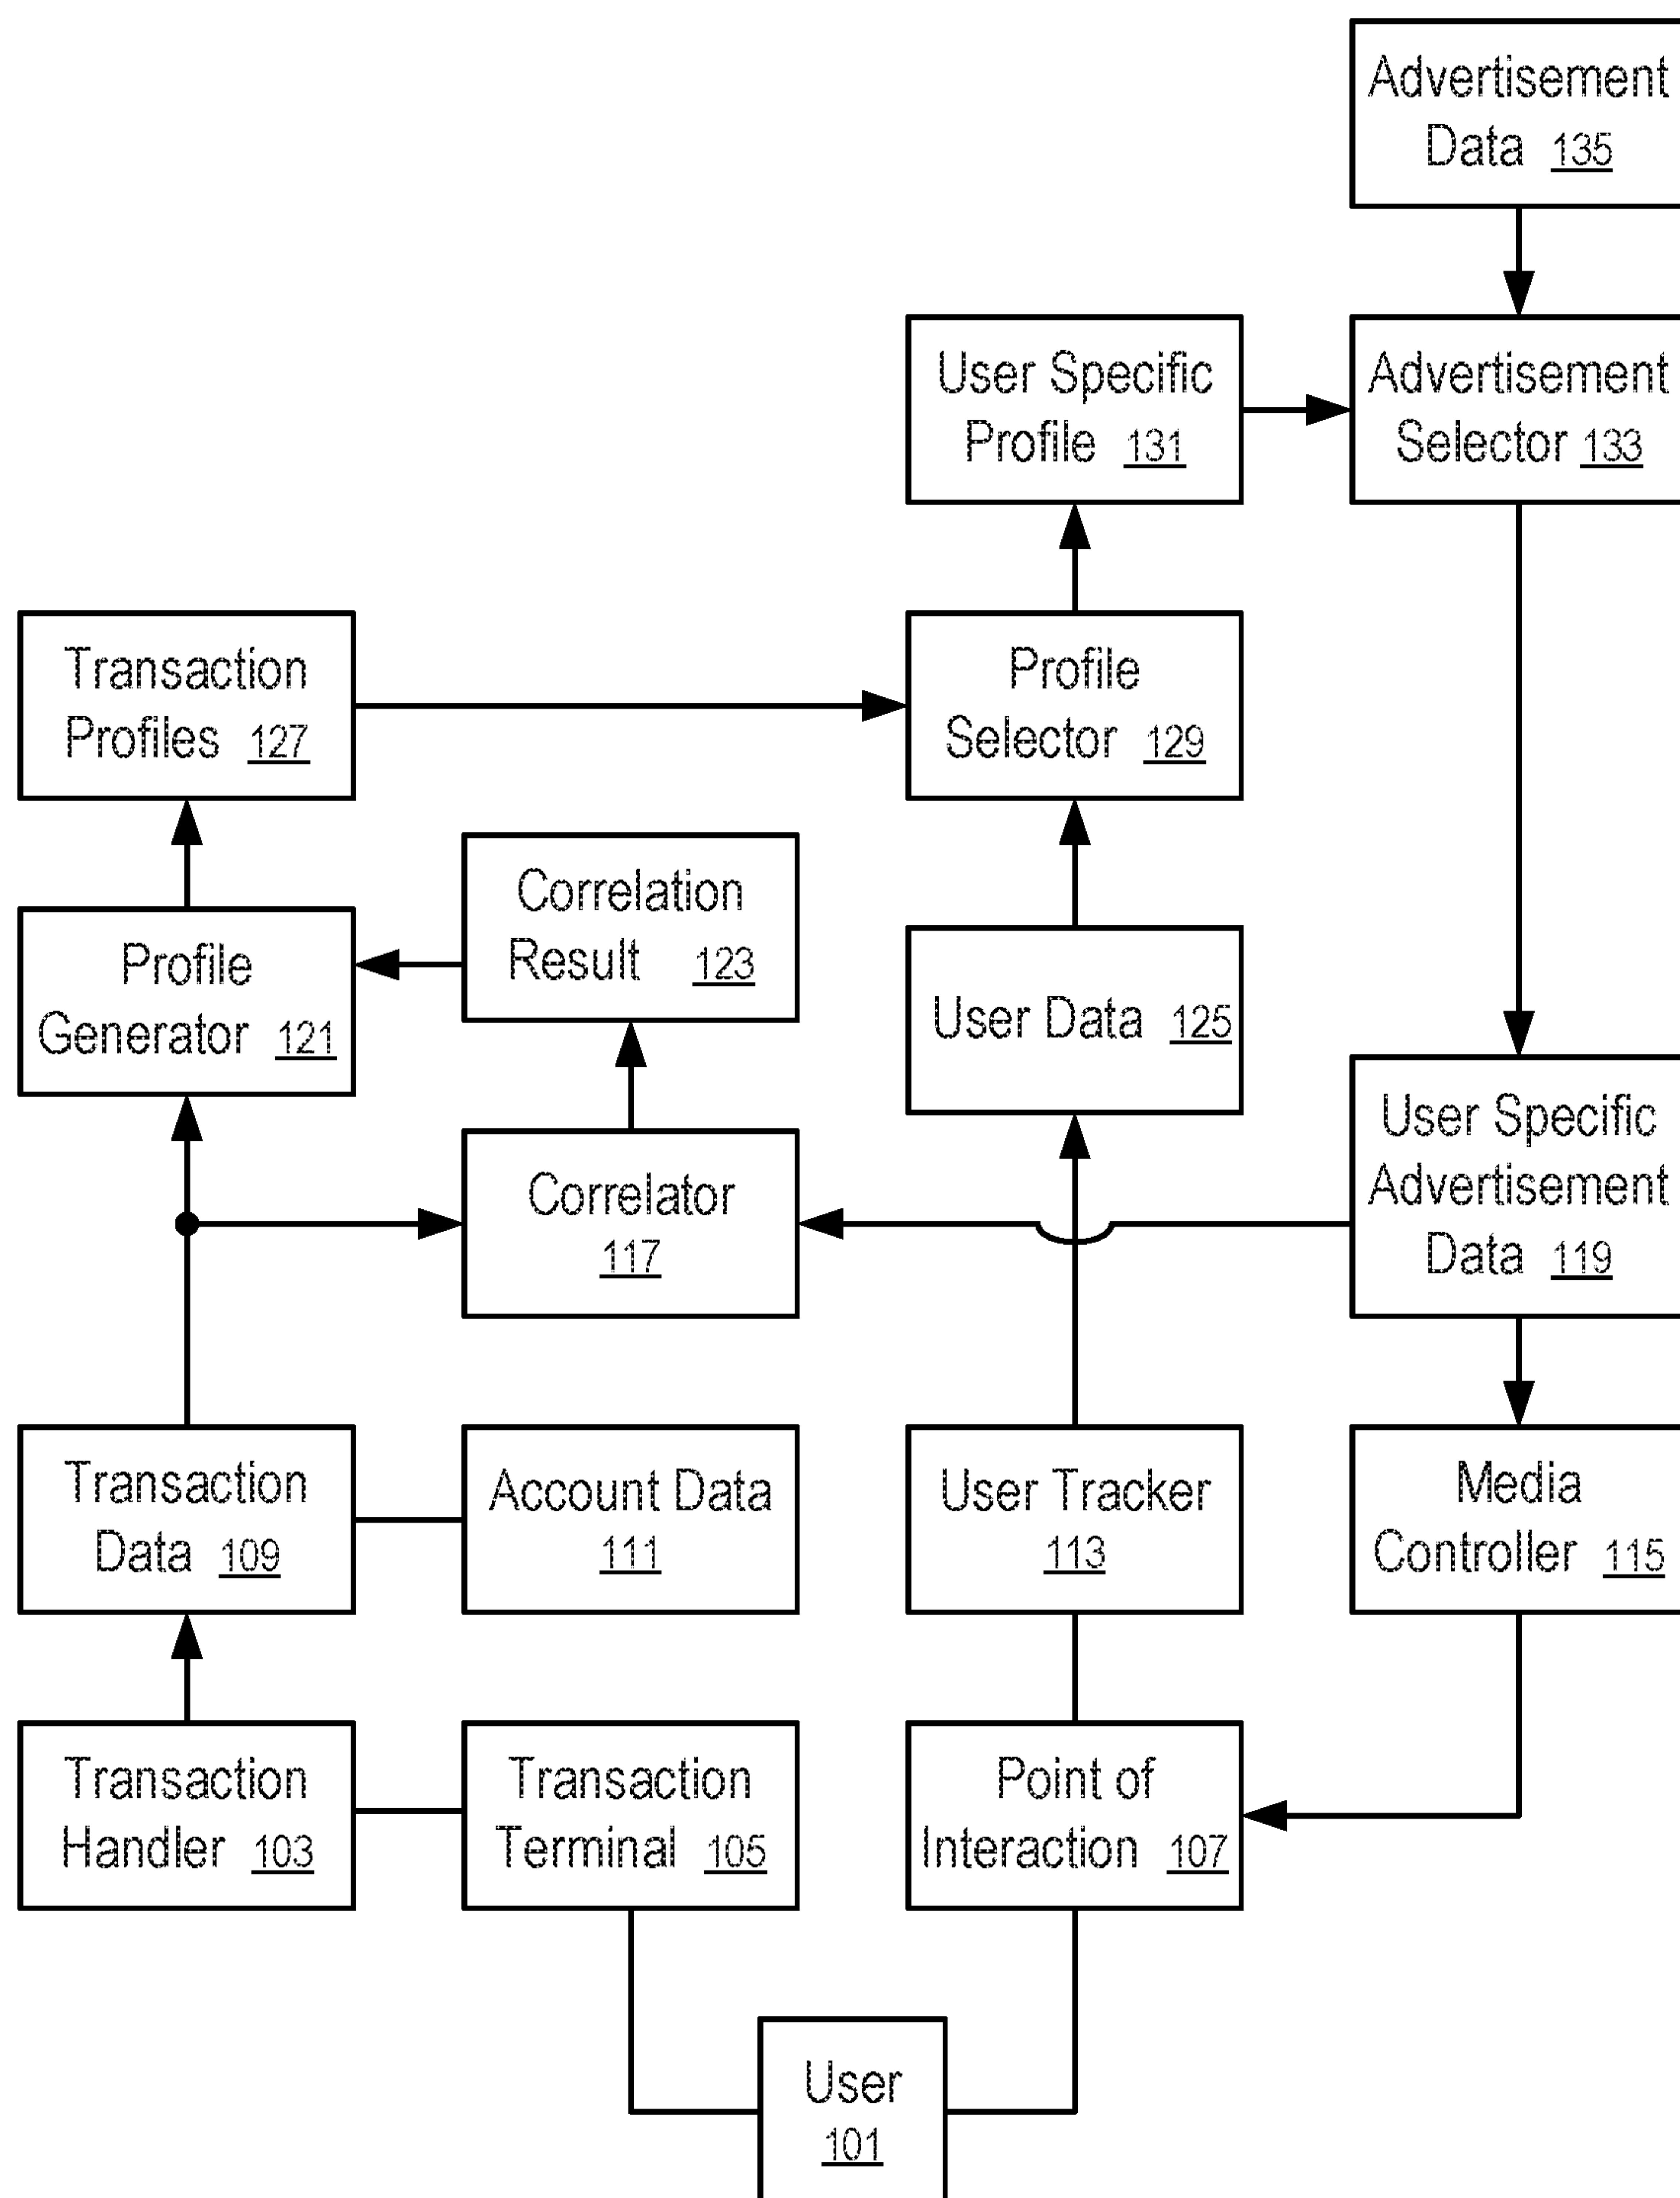 Advertisement
Data 135
User Specific
Profile 131
Advertisement
Selector 133
Transaction
Profiles 127
Profile
Selector 129
Correlation
Result 123
Profile
Generator 121
User Data 125
User Specific
Advertisement
Data 119
Correlator
117
Transaction
Data 109
Account Data
111
User Tracker
113
Media
Controller 115
Transaction
Handler 103
Transaction
Terminal 105
Point of
Interaction 107
User
101